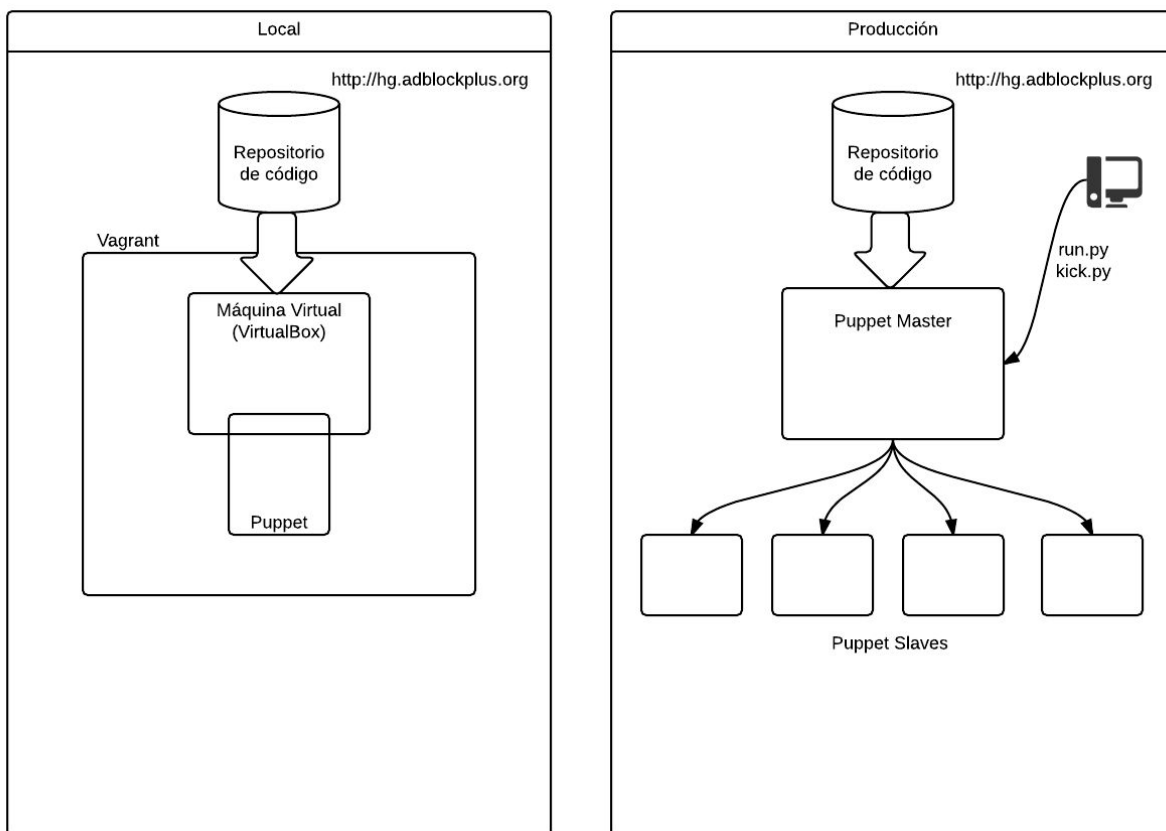 Local
http://hg.adblockplus.org
Repositorio
de código
Vagrant
Máquina Virtual
(VirtualBox)
Puppet
Producción
http://hg.adblockplus.org
Repositorio
de código
run.py
kick.py
Puppet Master
Puppet Slaves